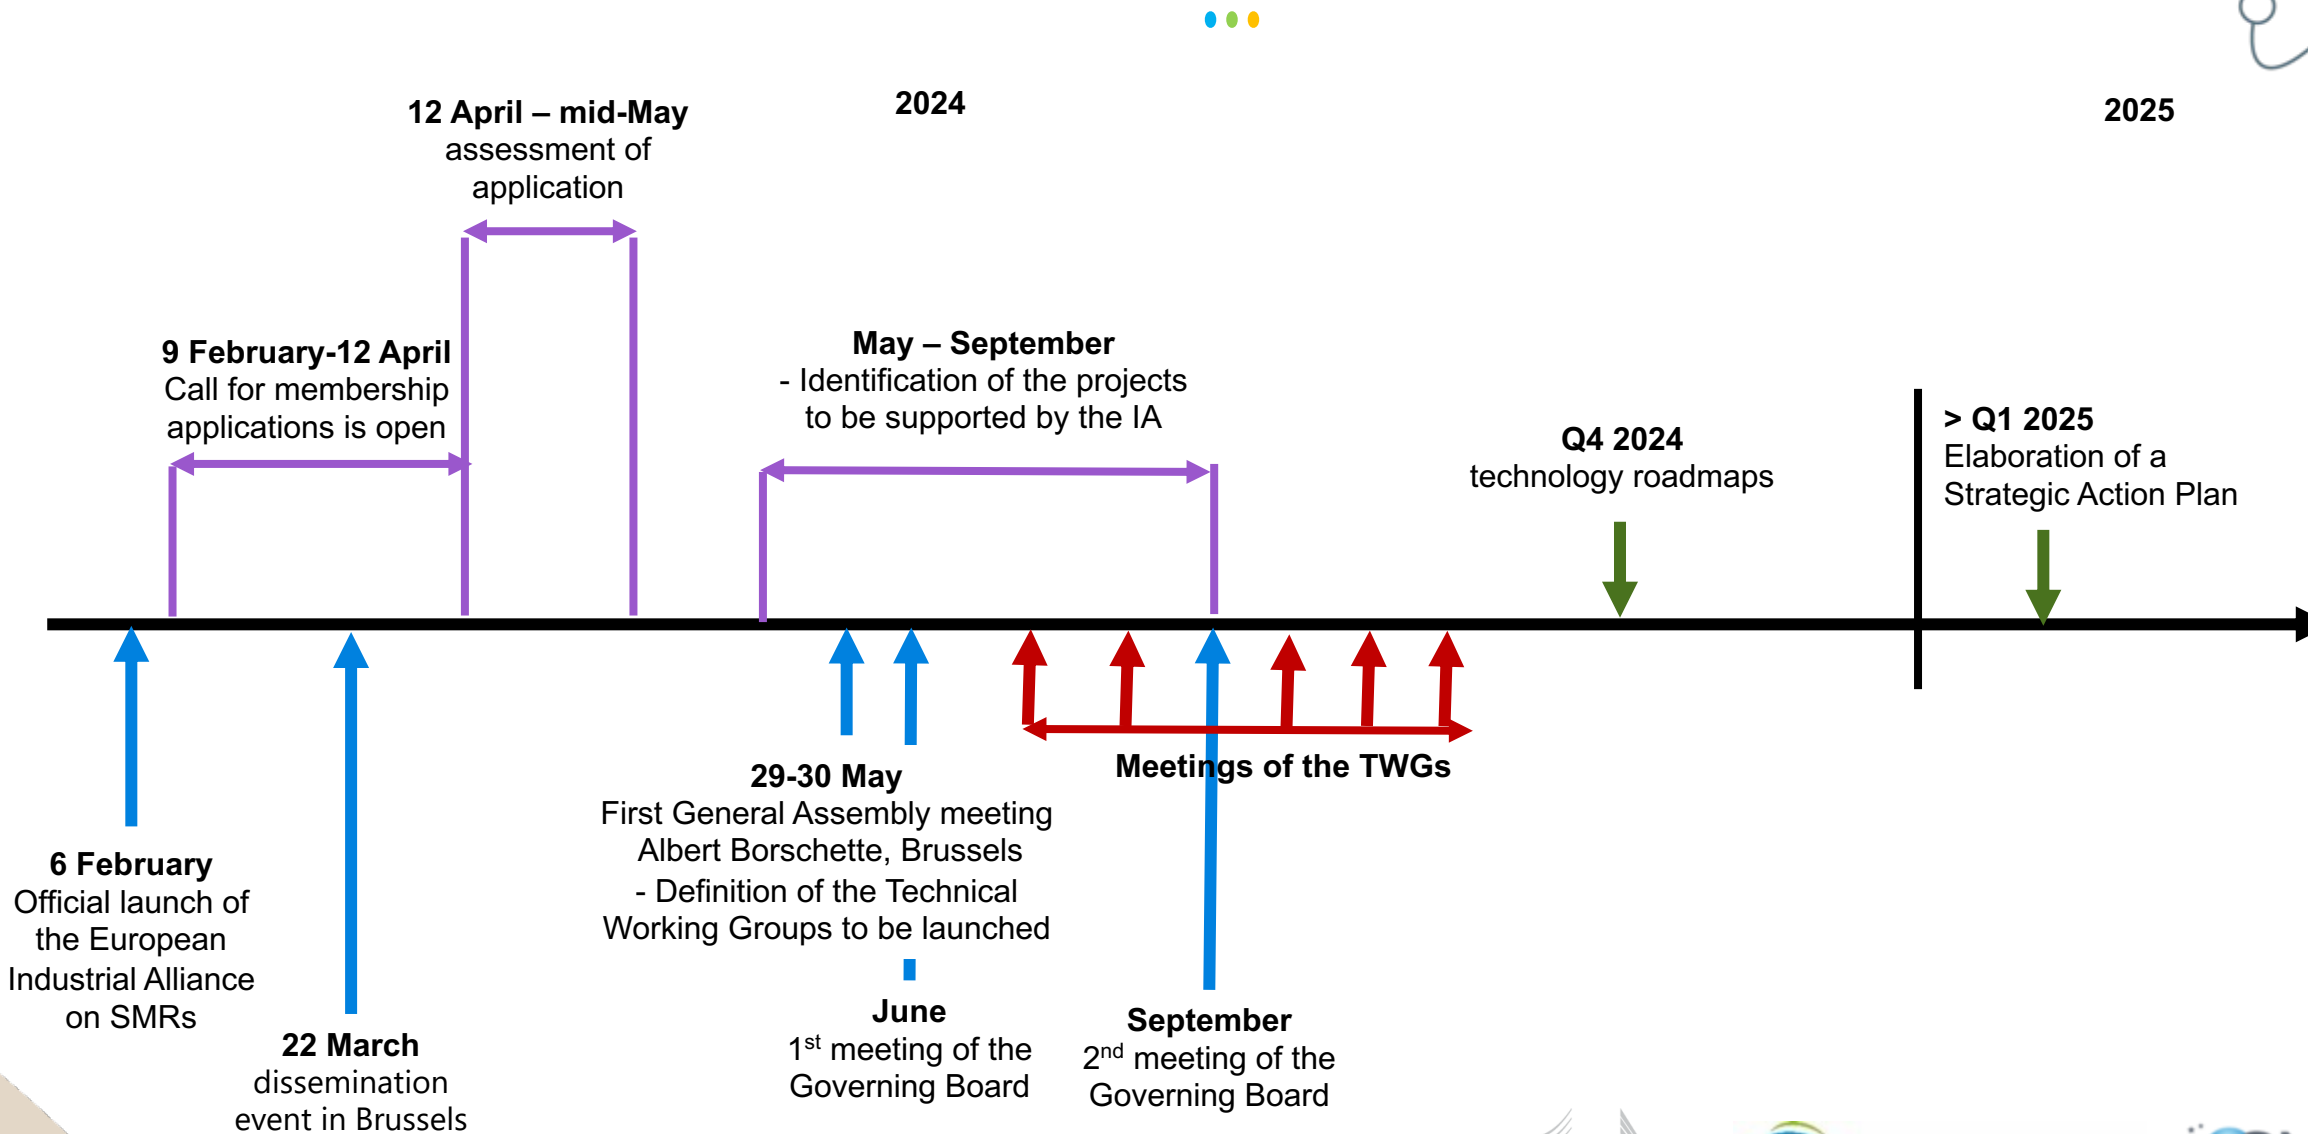 2024
2025
12 April – mid-May
assessment of
application
9 February-12 April
Call for membership
applications is open
May – September
- Identification of the projects
to be supported by the IA
Q4 2024
technology roadmaps
> Q1 2025
Elaboration of a
Strategic Action Plan
6 February
Official launch of
the European
Industrial Alliance
on SMRs
22 March
dissemination
event in Brussels
29-30 May
First General Assembly meeting
Albert Borschette, Brussels
- Definition of the Technical
Working Groups to be launched
June
1st meeting of the
Governing Board
Meetings of the TWGs
September
2nd meeting of the
Governing Board